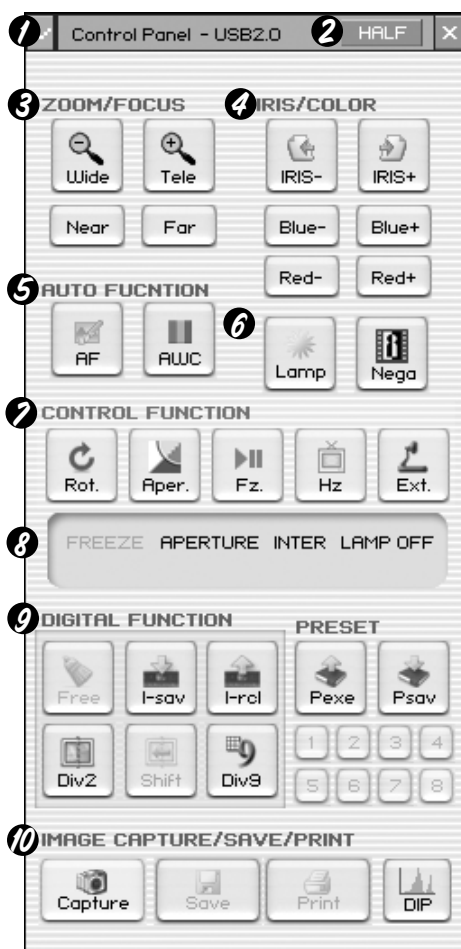 1 Control Panel - USB2.0 2 HALF X
3 ZOOM/FOCUS 4 IRIS/COLOR
Wide Tele IRIS- IRIS+
Near Far Blue- Blue+
Red- Red+
5 AUTO FUCNTION 6
AF AWC Lamp Nega
7 CONTROL FUNCTION
Rot. Aper. Fz. Hz Ext.
8 FREEZE APERTURE INTER LAMP OFF
9 DIGITAL FUNCTION PRESET
Free I-sav I-rcl Pexe Psav
1 2 3 4
Div2 Shift Div9
5 6 7 8
10 IMAGE CAPTURE/SAVE/PRINT
Capture Save Print DIP